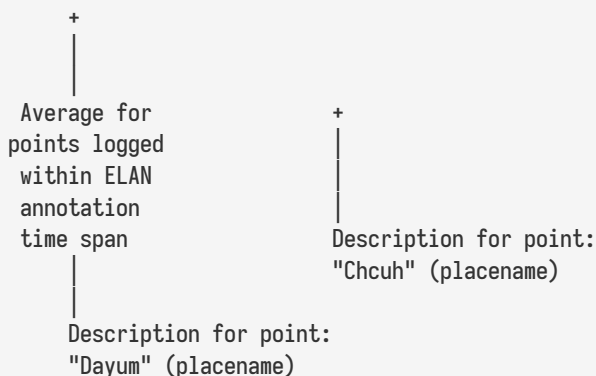 +
Average for
points logged
within ELAN
annotation
time span
Description for point:
"Dayum" (placename)
+
Description for point:
"Chcuh" (placename)